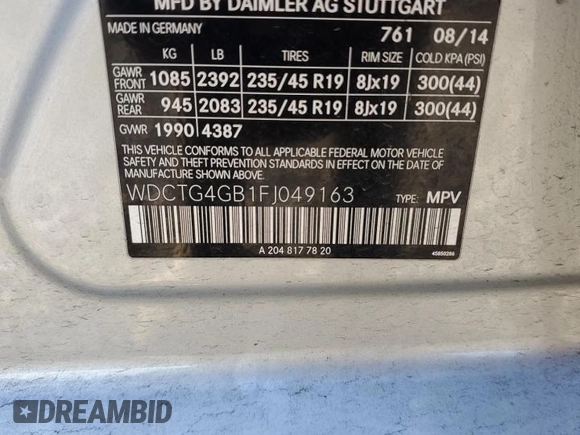 MFD BY DAIMLER AG STUTTGART
MADE IN GERMANY 761 08/14
KG LB TIRES RIM SIZE COLD KPA(PSI)
GAWR FRONT 1085 2392 235/45 R19 8Jx19 300(44)
GAWR REAR 945 2083 235/45 R19 8Jx19 300(44)
GVWR 1990 4387
THIS VEHICLE CONFORMS TO ALL APPLICABLE FEDERAL MOTOR VEHICLE
SAFETY AND THEFT PREVENTION STANDARDS IN EFFECT ON THE DATE OF
MANUFACTURE SHOWN ABOVE.
WDCTG4GB1FJ049163 TYPE: MPV
A 204 817 78 20
45850286
DREAMBID